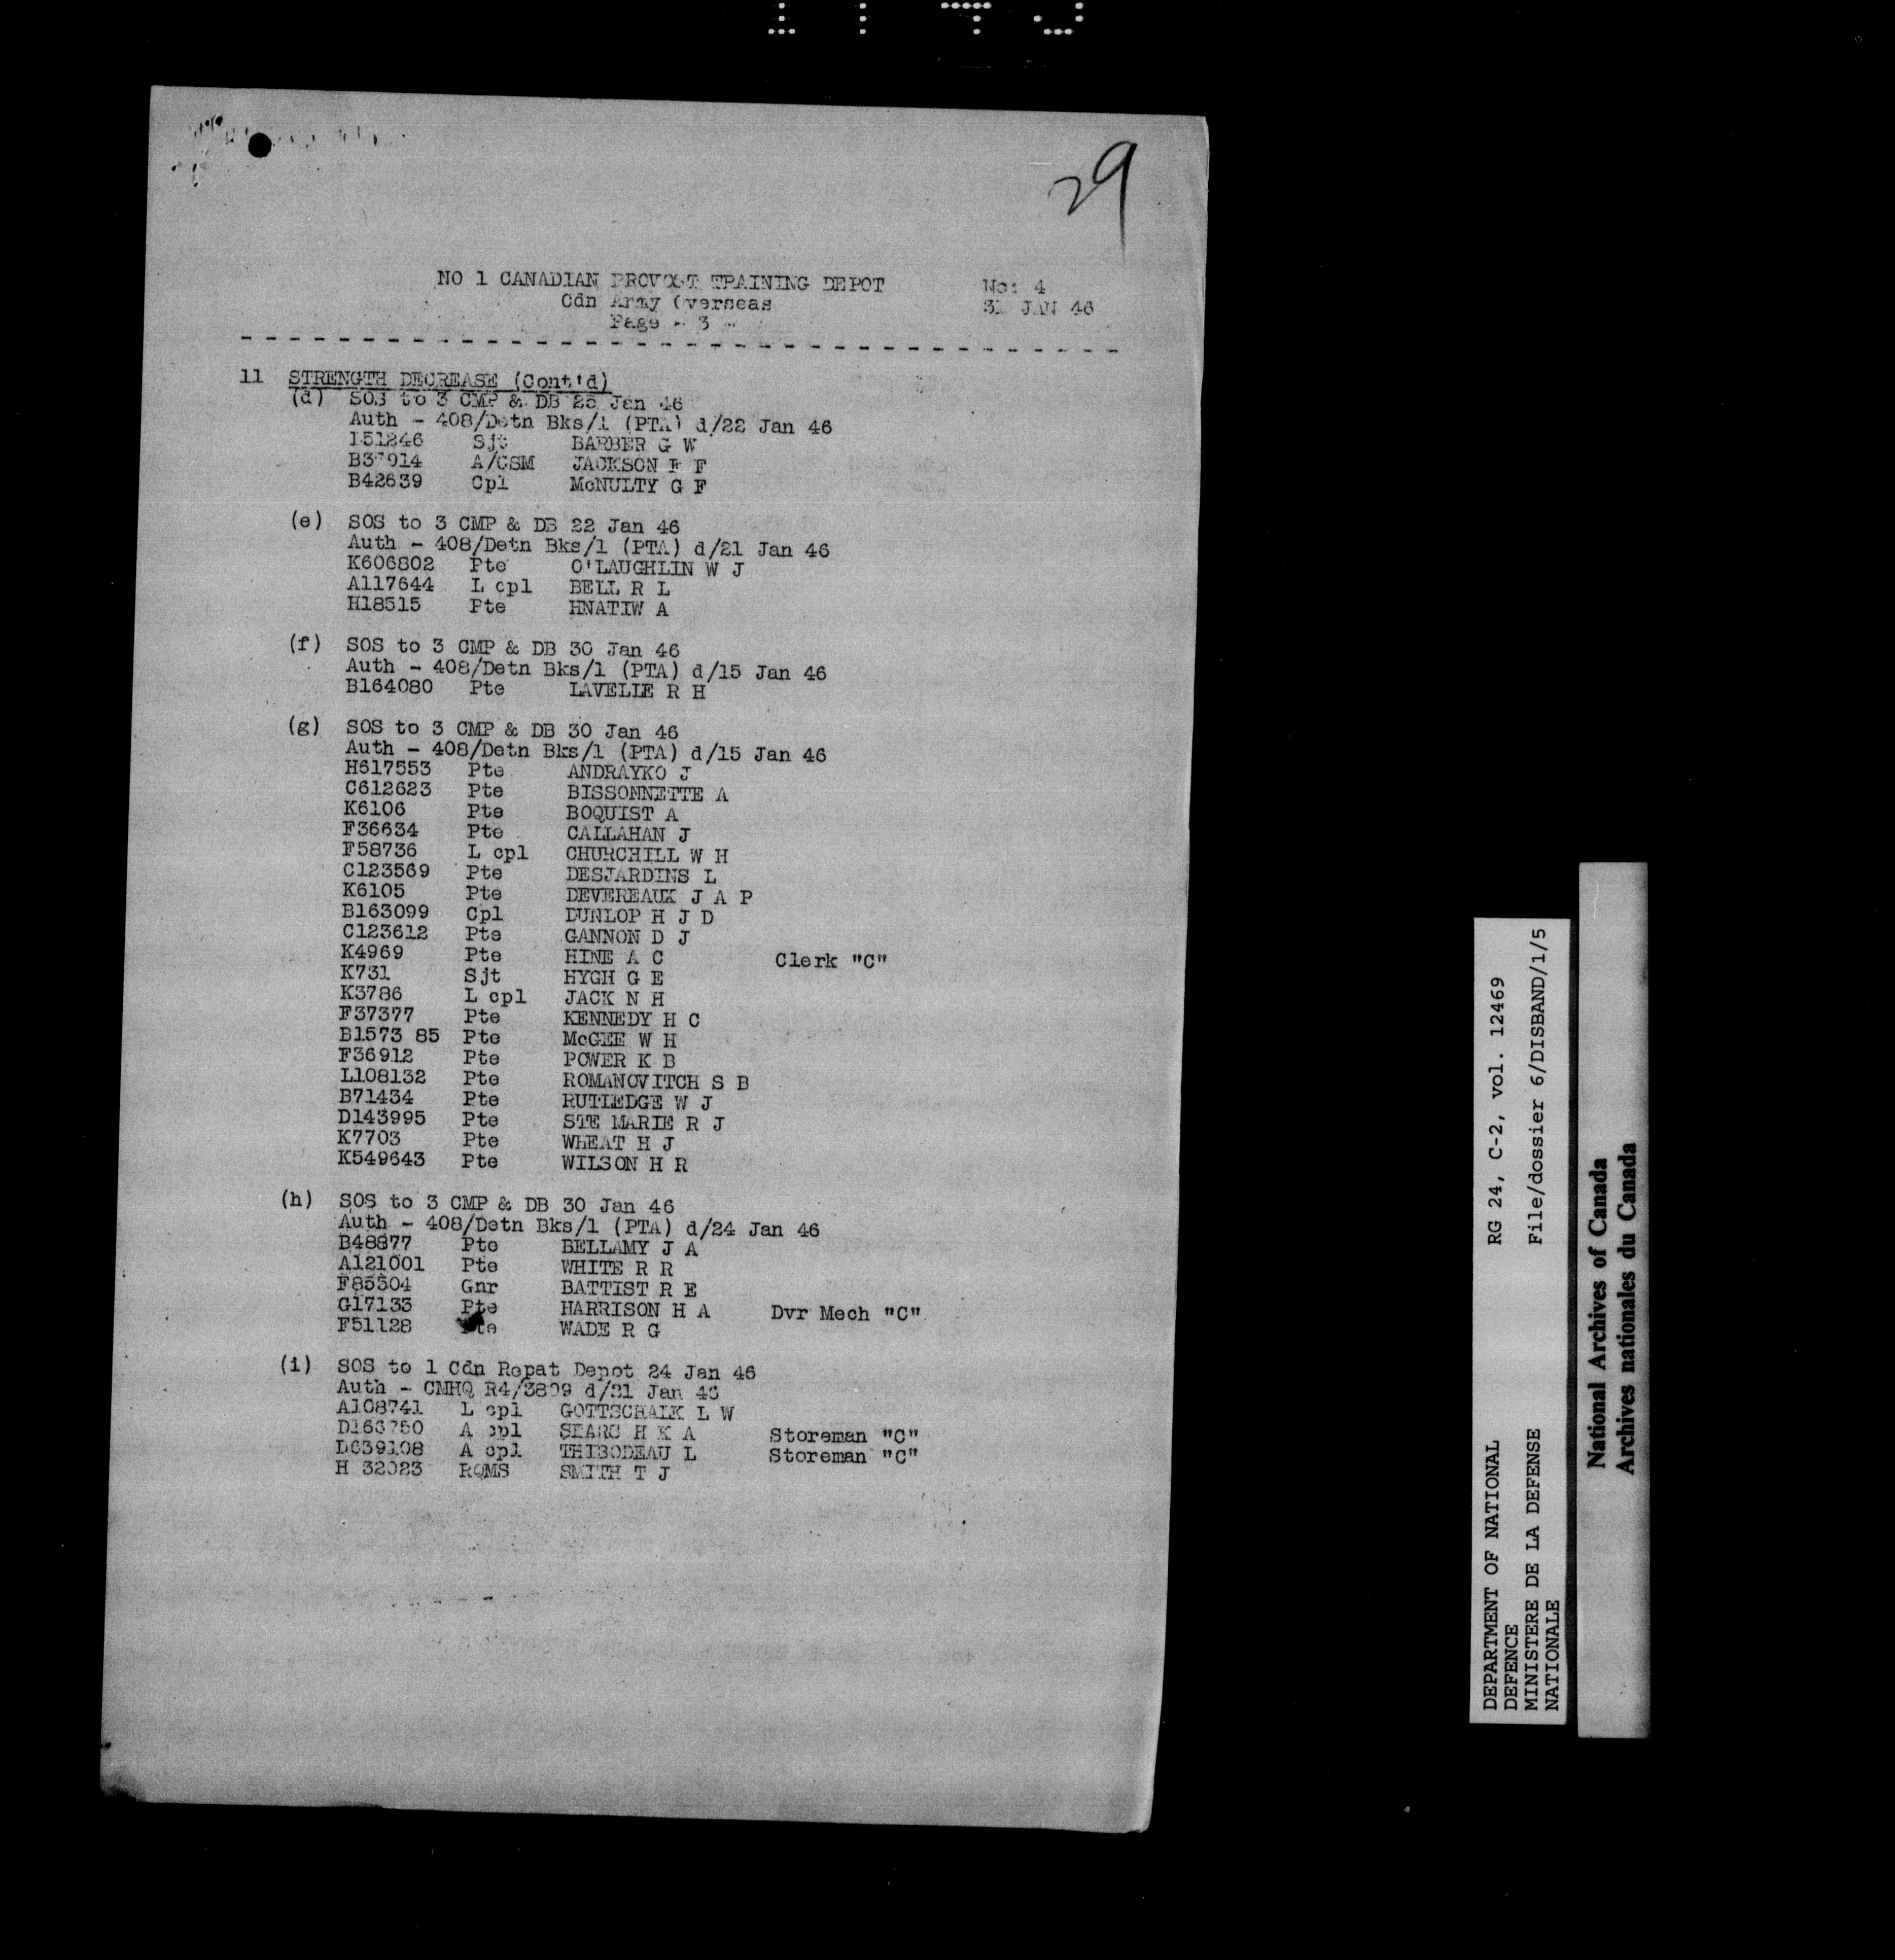 29
NO 1 CANADIAN PROVOST TRAINING DEPOT No: 4
Cdn Army Overseas 31 JAN 46
Page - 3 -
11 STRENGTH DECREASE (Cont'd)
(d) SOS to 3 CMP & DB 25 Jan 46
Auth - 408/Detn Bks/1 (PTA) d/22 Jan 46
Sjt BARBER G W
A/CSM JACKSON F
B42639 Cpl McNULTY G F
(e) SOS to 3 CMP & DB 22 Jan 46
Auth - 408/Detn Bks/1 (PTA) d/21 Jan 46
K606802 Pte O'LAUGHLIN W J
A117644 L cpl BELL R L
H18515 Pte HNATIW A
(f) SOS to 3 CMP & DB 30 Jan 46
Auth - 408/Detn Bks/1 (PTA) d/15 Jan 46
B164080 Pte LAVELLE R H
(g) SOS to 3 CMP & DB 30 Jan 46
Auth - 408/Detn Bks/1 (PTA) d/15 Jan 46
H617553 Pte ANDRAYKO J
C612623 Pte BISSONNETTE A
K6106 Pte BOQUIST A
F36634 Pte CALLAHAN J
F58736 L cpl CHURCHILL W H
C123569 Pte DESJARDINS L
K6105 Pte DEVEREAUX J A P
B163099 Cpl DUNLOP H J D
C123612 Pte GANNON D J
K4969 Pte HINE A C Clerk "C"
K731 Sjt HYGH G E
K3786 L cpl JACK N H
F37377 Pte KENNEDY H C
B1573 85 Pte McGEE W H
F36912 Pte POWER K B
L108132 Pte ROMANOVITCH S B
B71434 Pte RUTLEDGE W J
D143995 Pte STE MARIE R J
K7703 Pte WHEAT H J
K549643 Pte WILSON H R
(h) SOS to 3 CMP & DB 30 Jan 46
Auth - 408/Detn Bks/1 (PTA) d/24 Jan 46
B48877 Pte BELLAMY J A
A121001 Pte WHITE R R
F85504 Gnr BATTIST R E
G17133 Pte HARRISON H A Dvr Mech "C"
F51128 Pte WADE R G
(i) SOS to 1 Cdn Repat Depot 24 Jan 46
Auth - CMHQ d/21 Jan 46
A108741 L cpl GOTTSCHALK L W
A cpl SEARS H K A Storeman "C"
A cpl THIBODEAU L Storeman "C"
H 32023 RQMS SMITH T J
DEPARTMENT OF NATIONAL DEFENCE RG 24, C-2, vol. 12469
MINISTERE DE LA DEFENSE NATIONALE File/dossier 6/DISBAND/1/5
National Archives of Canada
Archives nationales du Canada